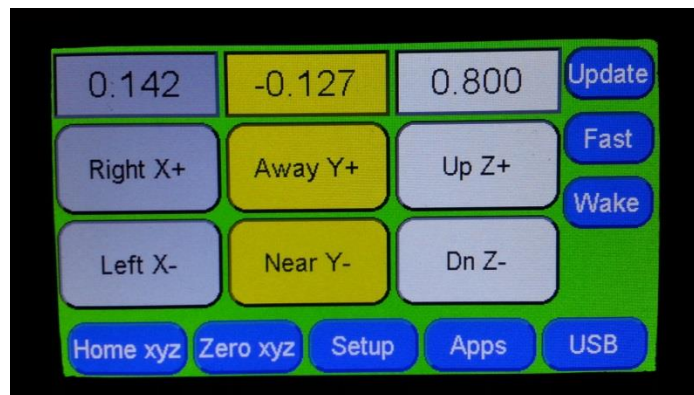 0.142 -0.127 0.800 Update
Fast
Right X+ Away Y+ Up Z+
Wake
Left X- Near Y- Dn Z-
Home xyz Zero xyz Setup Apps USB